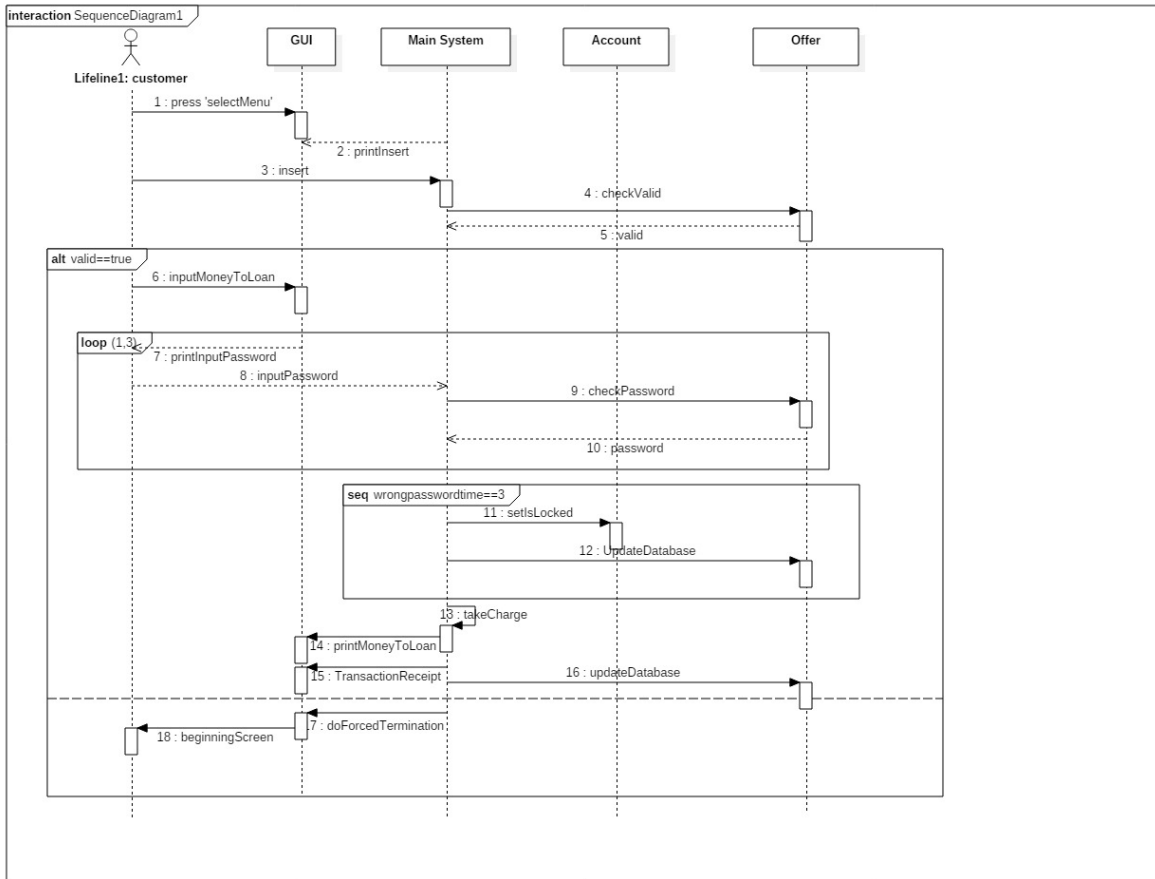 interaction SequenceDiagram1
GUI
Main System
Account
Offer
Lifeline1: customer
1 : press 'selectMenu'
2 : printInsert
3 : insert
4 : checkValid
5 : valid
alt valid==true
6 : inputMoneyToLoan
loop (1,3)
7 : printInputPassword
8 : inputPassword
9 : checkPassword
10 : password
seq wrongpasswordtime==3
11 : setIsLocked
12 : UpdateDatabase
13 : takeCharge
14 : printMoneyToLoan
15 : TransactionReceipt
16 : updateDatabase
17 : doForcedTermination
18 : beginningScreen